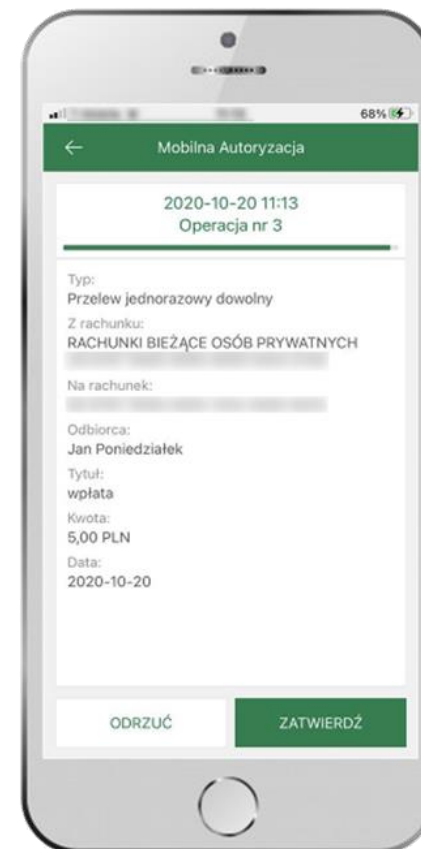 68%
Mobilna Autoryzacja
2020-10-20 11:13
Operacja nr 3
Typ:
Przelew jednorazowy dowolny
Z rachunku:
RACHUNKI BIEŻĄCE OSÓB PRYWATNYCH
Na rachunek:
Odbiorca:
Jan Poniedziałek
Tytuł:
wpłata
Kwota:
5,00 PLN
Data:
2020-10-20
ODRZUĆ
ZATWIERDŹ